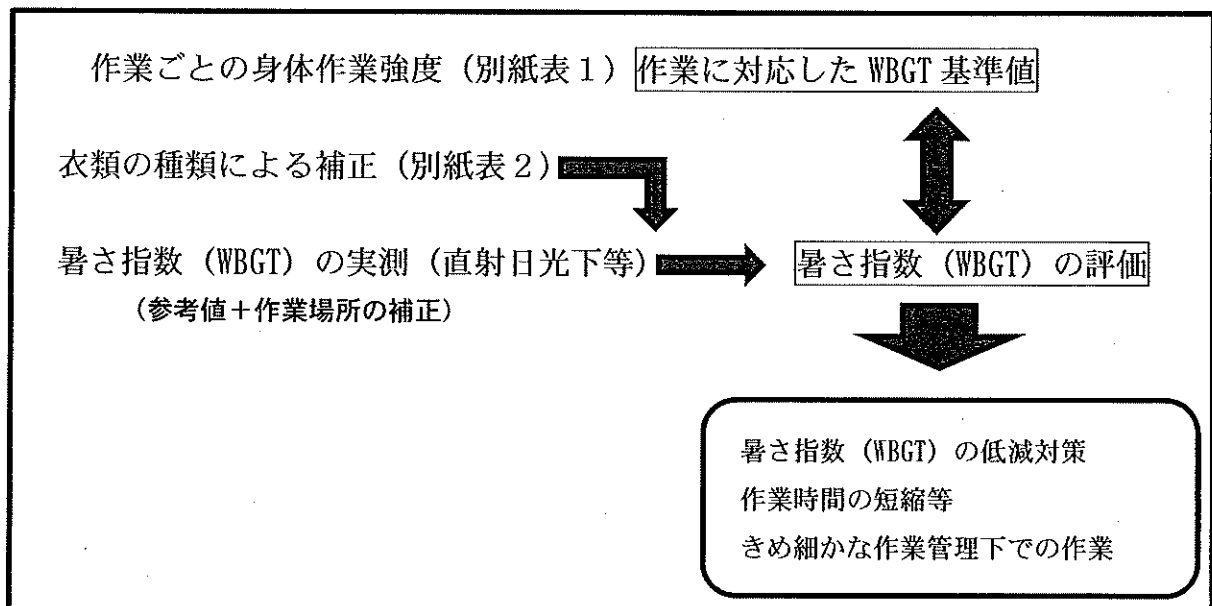 作業ごとの身体作業強度（別紙表１） 作業に対応した WBGT 基準値
衣類の種類による補正（別紙表２）
暑さ指数（WBGT）の実測（直射日光下等） 暑さ指数（WBGT）の評価
（参考値＋作業場所の補正）
暑さ指数（WBGT）の低減対策
作業時間の短縮等
きめ細かな作業管理下での作業